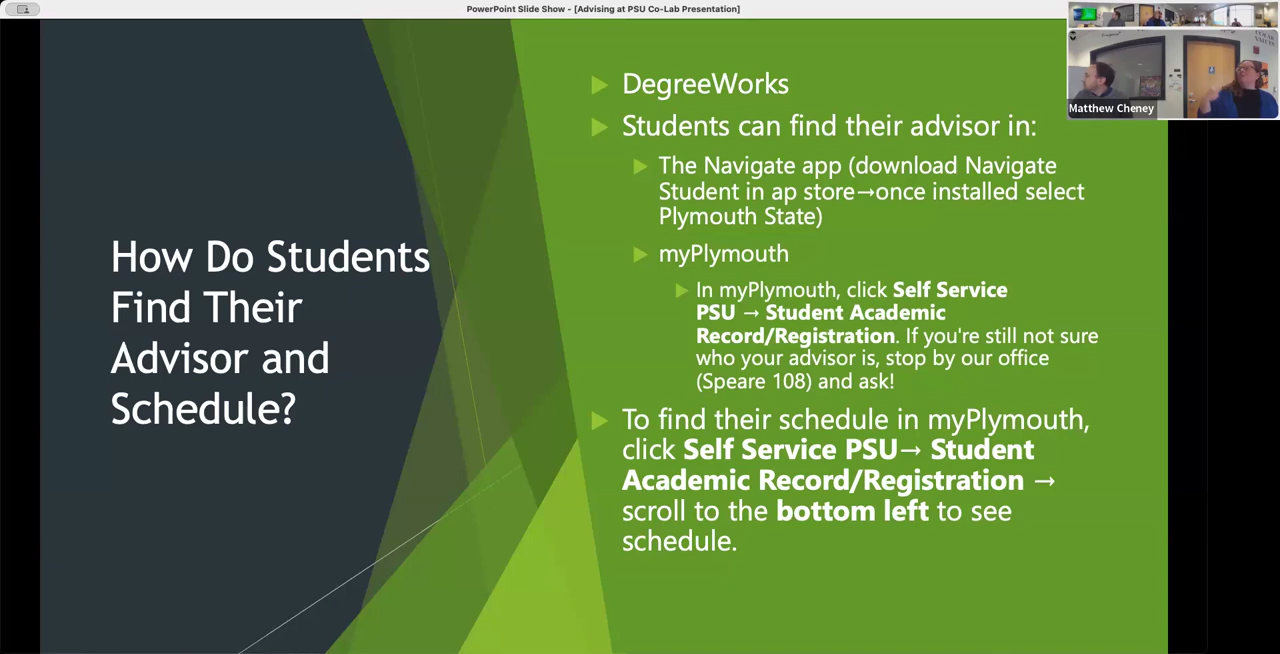 PowerPoint Slide Show - [Advising at PSU Co-Lab Presentation]
How Do Students
Find Their
Advisor and
Schedule?
DegreeWorks
Students can find their advisor in:
The Navigate app (download Navigate
Student in ap store→once installed select
Plymouth State)
myPlymouth
In myPlymouth, click Self Service
PSU → Student Academic
Record/Registration. If you're still not sure
who your advisor is, stop by our office
(Speare 108) and ask!
To find their schedule in myPlymouth,
click Self Service PSU→ Student
Academic Record/Registration →
scroll to the bottom left to see
schedule.
Matthew Cheney